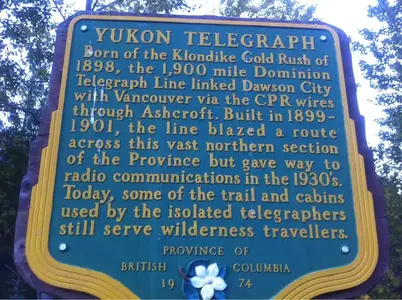 YUKON TELEGRAPH
Born of the Klondike Gold Rush of
1898, the 1,900 mile Dominion
Telegraph Line linked Dawson City
with Vancouver via the CPR wires
through Ashcroft. Built in 1899-
1901, the line blazed a route
across this vast northern section
of the Province but gave way to
radio communications in the 1930's.
Today, some of the trail and cabins
used by the isolated telegraphers
still serve wilderness travellers.
PROVINCE OF
BRITISH COLUMBIA
19 74